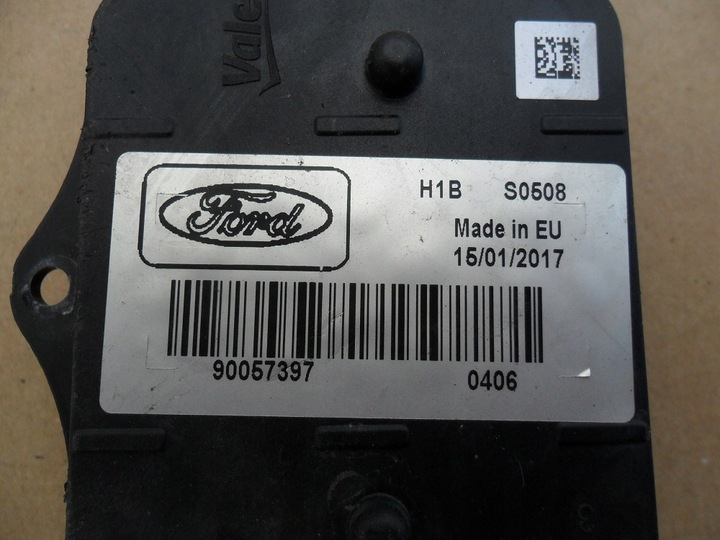 Ford
H1B S0508
Made in EU
15/01/2017
90057397 0406